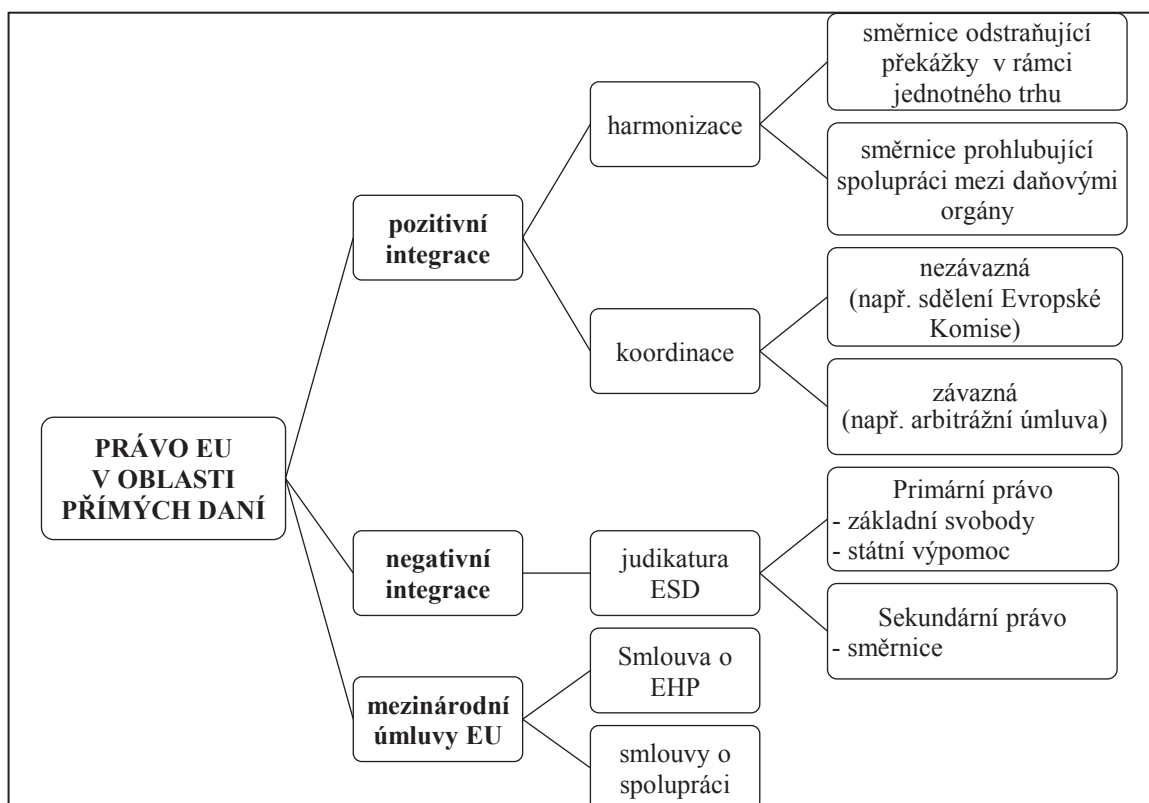 směrnice odstraňující
překážky v rámci
jednotného trhu
harmonizace
směrnice prohlubující
spolupráci mezi daňovými
orgány
pozitivní
integrace
nezávazná
(např. sdělení Evropské
Komise)
koordinace
závazná
(např. arbitrážní úmluva)
PRÁVO EU
V OBLASTI
PŘÍMÝCH DANÍ
Primární právo
- základní svobody
- státní výpomoc
negativní
integrace
judikatura
ESD
Sekundární právo
- směrnice
Smlouva o
EHP
mezinárodní
úmluvy EU
smlouvy o
spolupráci